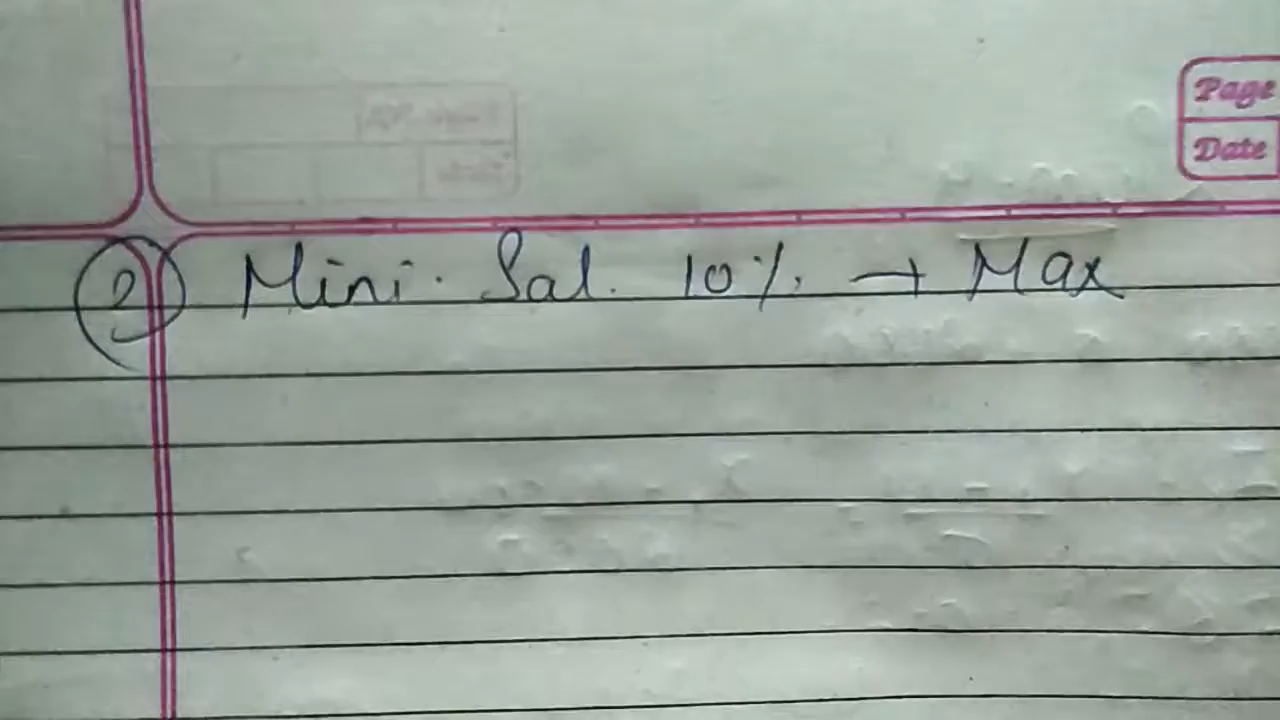 Page
Date
② Mini. Sal. 10% → Max